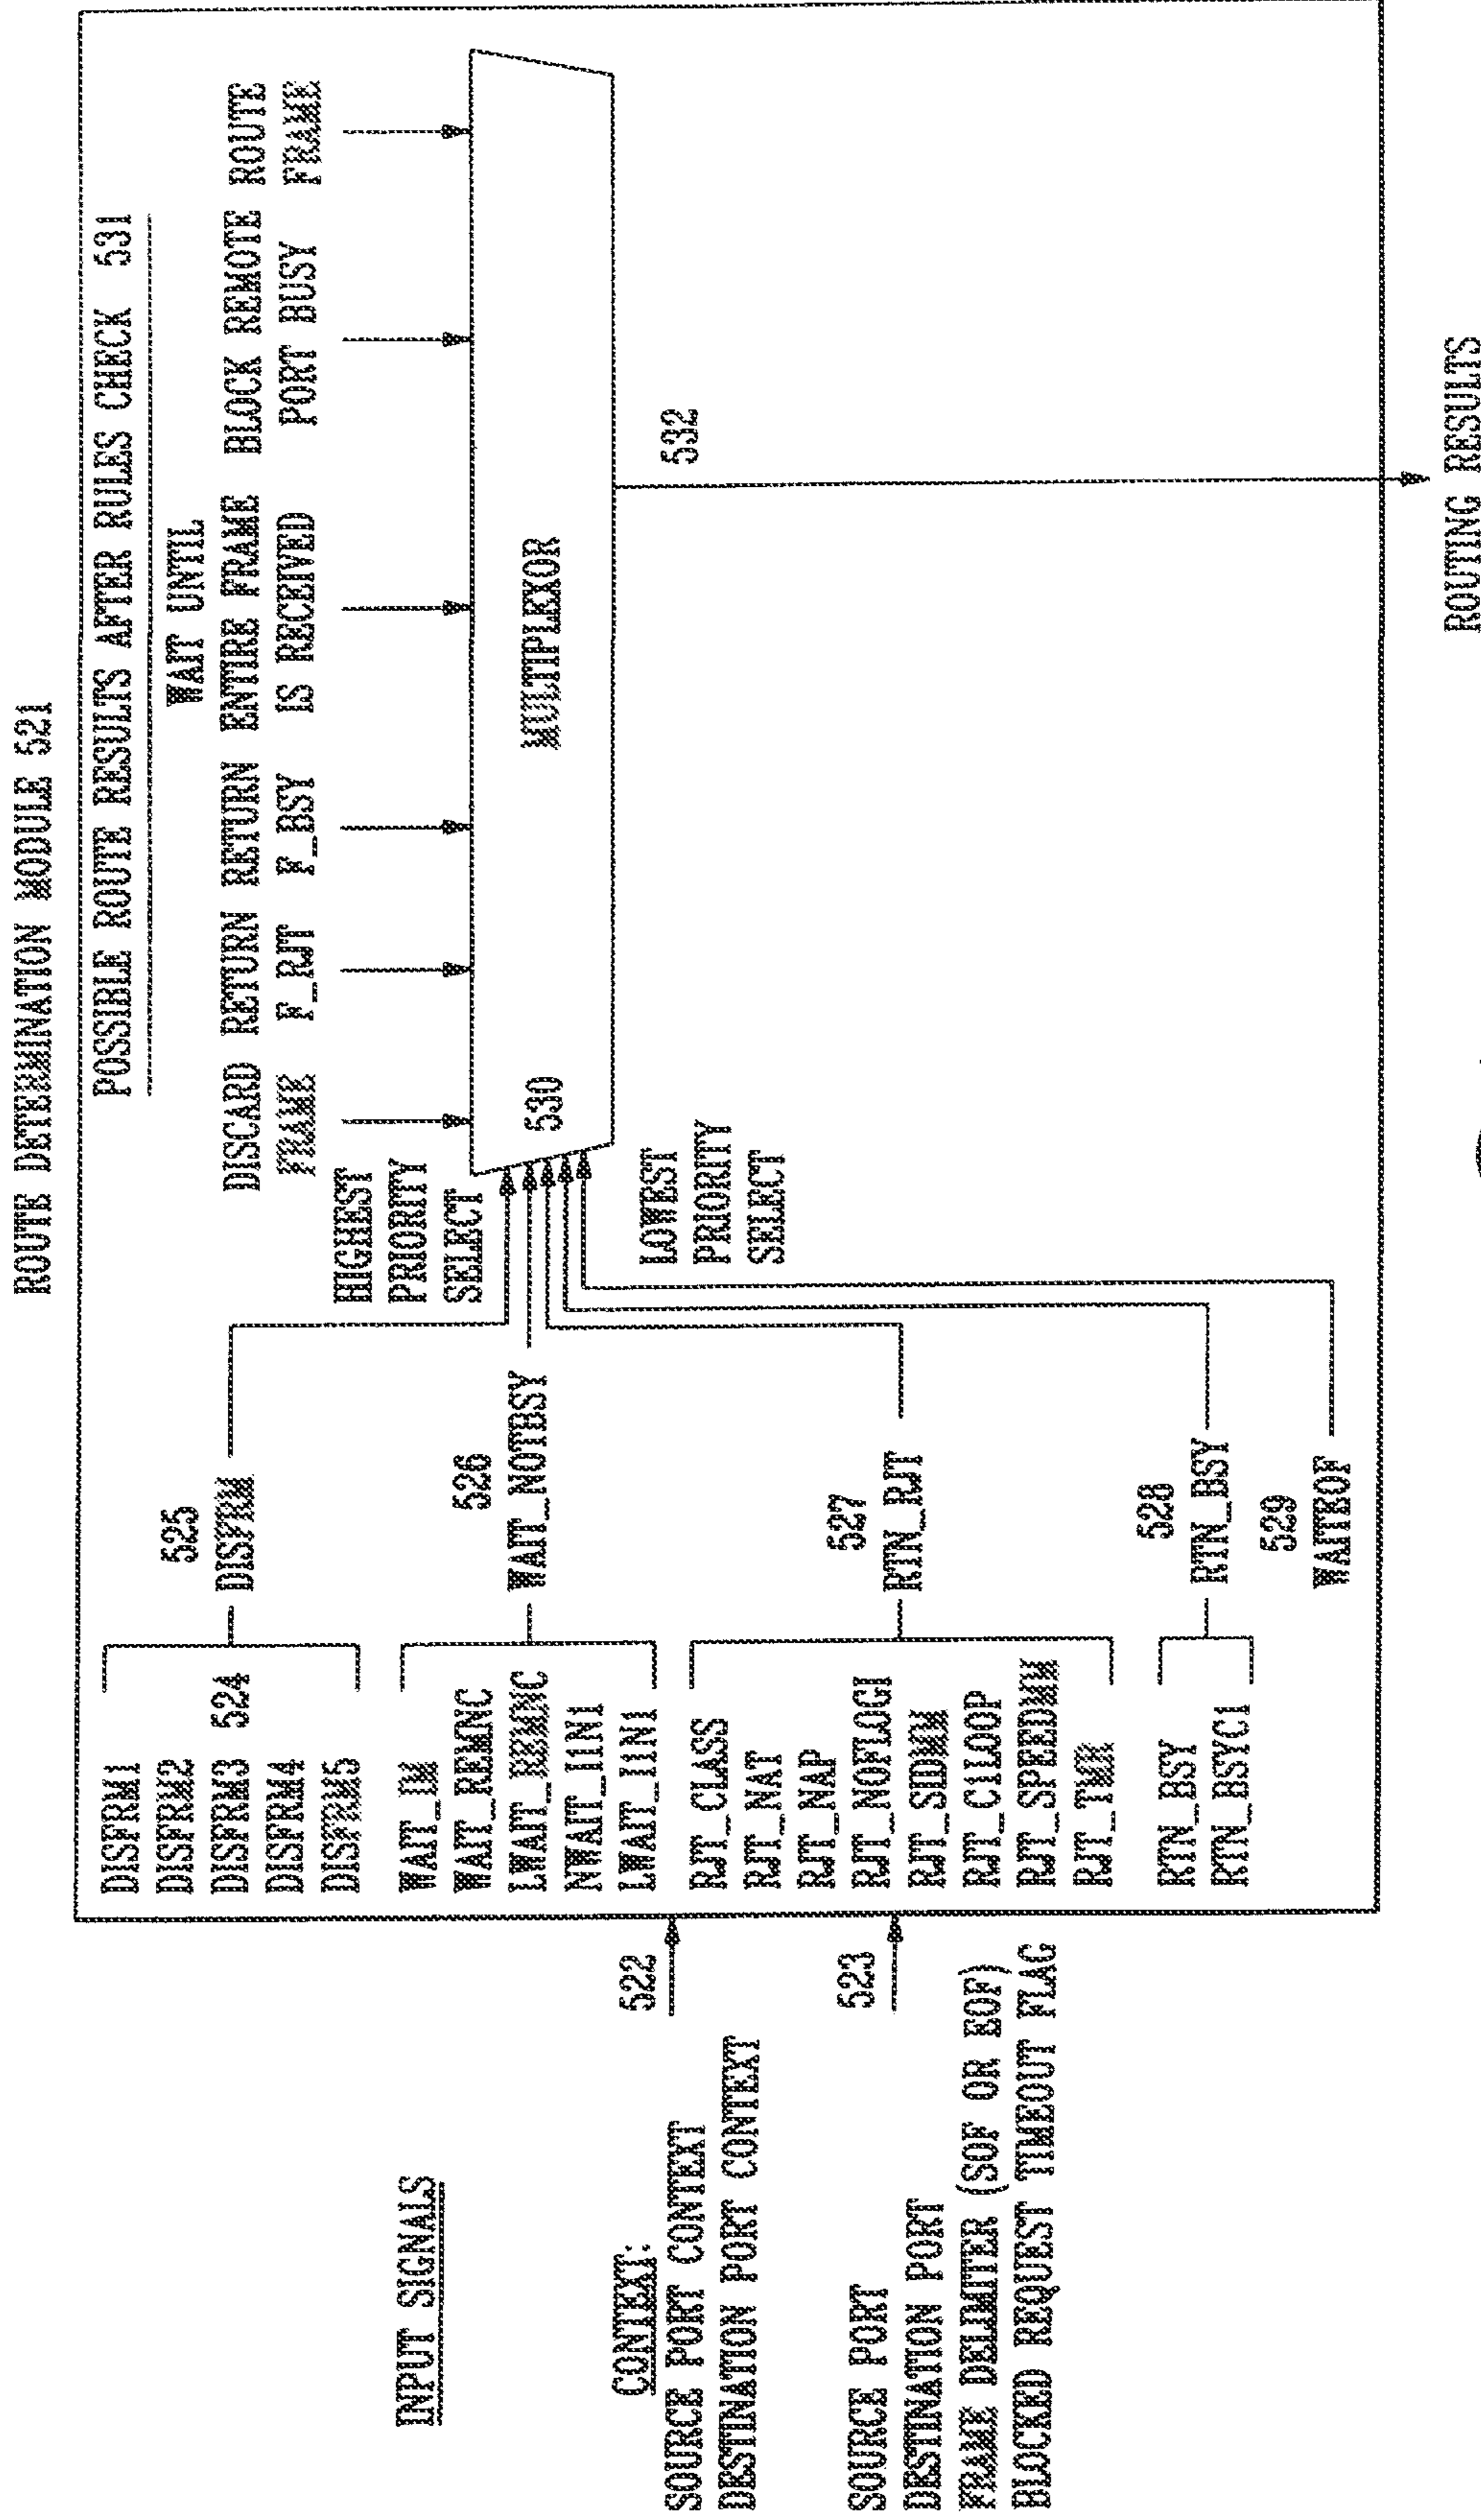 ROUTE DETERMINATION MODULE 521
POSSIBLE ROUTE RESULTS AFTER RULES CHECK 531
WAIT UNTIL
DISCARD RETURN RETURN ENTIRE FRAME BLOCK REMOTE ROUTE
FRAME F_RJT F_BSY IS RECEIVED PORT BUSY FRAME
HIGHEST
PRIORITY
SELECT
530
MULTIPLEXOR
LOWEST
PRIORITY
SELECT
532
ROUTING RESULTS
INPUT SIGNALS
CONTEXT:
SOURCE PORT CONTEXT
DESTINATION PORT CONTEXT
522
SOURCE PORT
DESTINATION PORT
FRAME DELIMITER (SOF OR EOF)
BLOCKED REQUEST TIMEOUT FLAG
523
DISFRM1
DISFRM2
DISFRM3 524
DISFRM4
DISFRM5
525
DISFRM
WAIT_IM
WAIT_REMNC
LWAIT_REMNC
NWAIT_I1N1
LWAIT_I1N1
526
WAIT_NOTBSY
RJT_CLASS
RJT_NAT
RJT_NAP
RJT_NOFLOGI
RJT_SIDMM
RJT_C1LOOP
RJT_SPEEDMM
RJT_TMR
527
RTN_RJT
RTN_BSY
RTN_BSYC1
528
RTN_BSY
529
WAITEOF